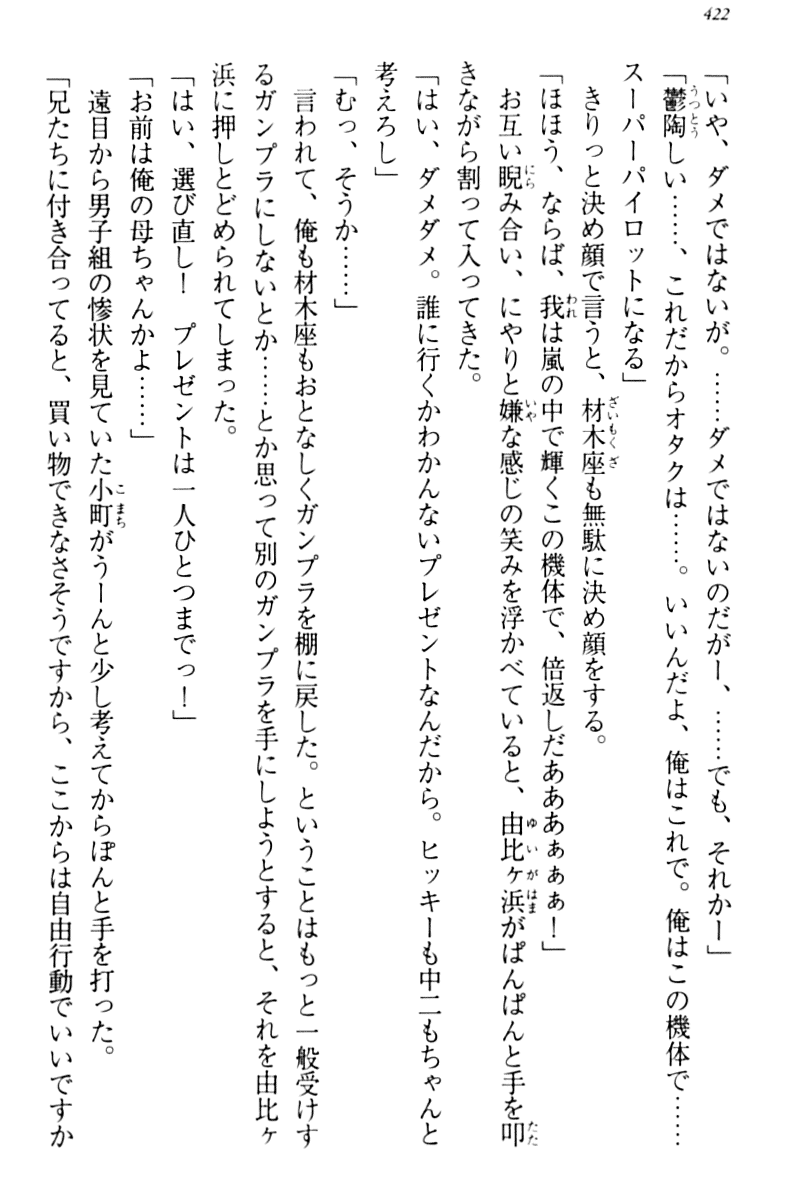 422
「いや、ダメではないが。……ダメではないのだがー、……でも、それかー」
「鬱陶しい……、これだからオタクは……。いいんだよ、俺はこれで。俺はこの機体で……
スーパーパイロットになる」
きりっと決め顔で言うと、材木座も無駄に決め顔をする。
「ほほう、ならば、我は嵐の中で輝くこの機体で、倍返しだあああぁぁぁ！」
お互い睨み合い、にやりと嫌な感じの笑みを浮かべていると、由比ヶ浜がぱんぱんと手を叩
きながら割って入ってきた。
「はい、ダメダメ。誰に行くかわかんないプレゼントなんだから。ヒッキーも中二もちゃんと
考えろし」
「むっ、そうか……」
言われて、俺も材木座もおとなしくガンプラを棚に戻した。ということはもっと一般受けす
るガンプラにしないとか……とか思って別のガンプラを手にしようとすると、それを由比ヶ
浜に押しとどめられてしまった。
「はい、選び直し！　プレゼントは一人ひとつまでっ！」
「お前は俺の母ちゃんかよ……」
遠目から男子組の惨状を見ていた小町がうーんと少し考えてからぽんと手を打った。
「兄たちに付き合ってると、買い物できなさそうですから、ここからは自由行動でいいですか